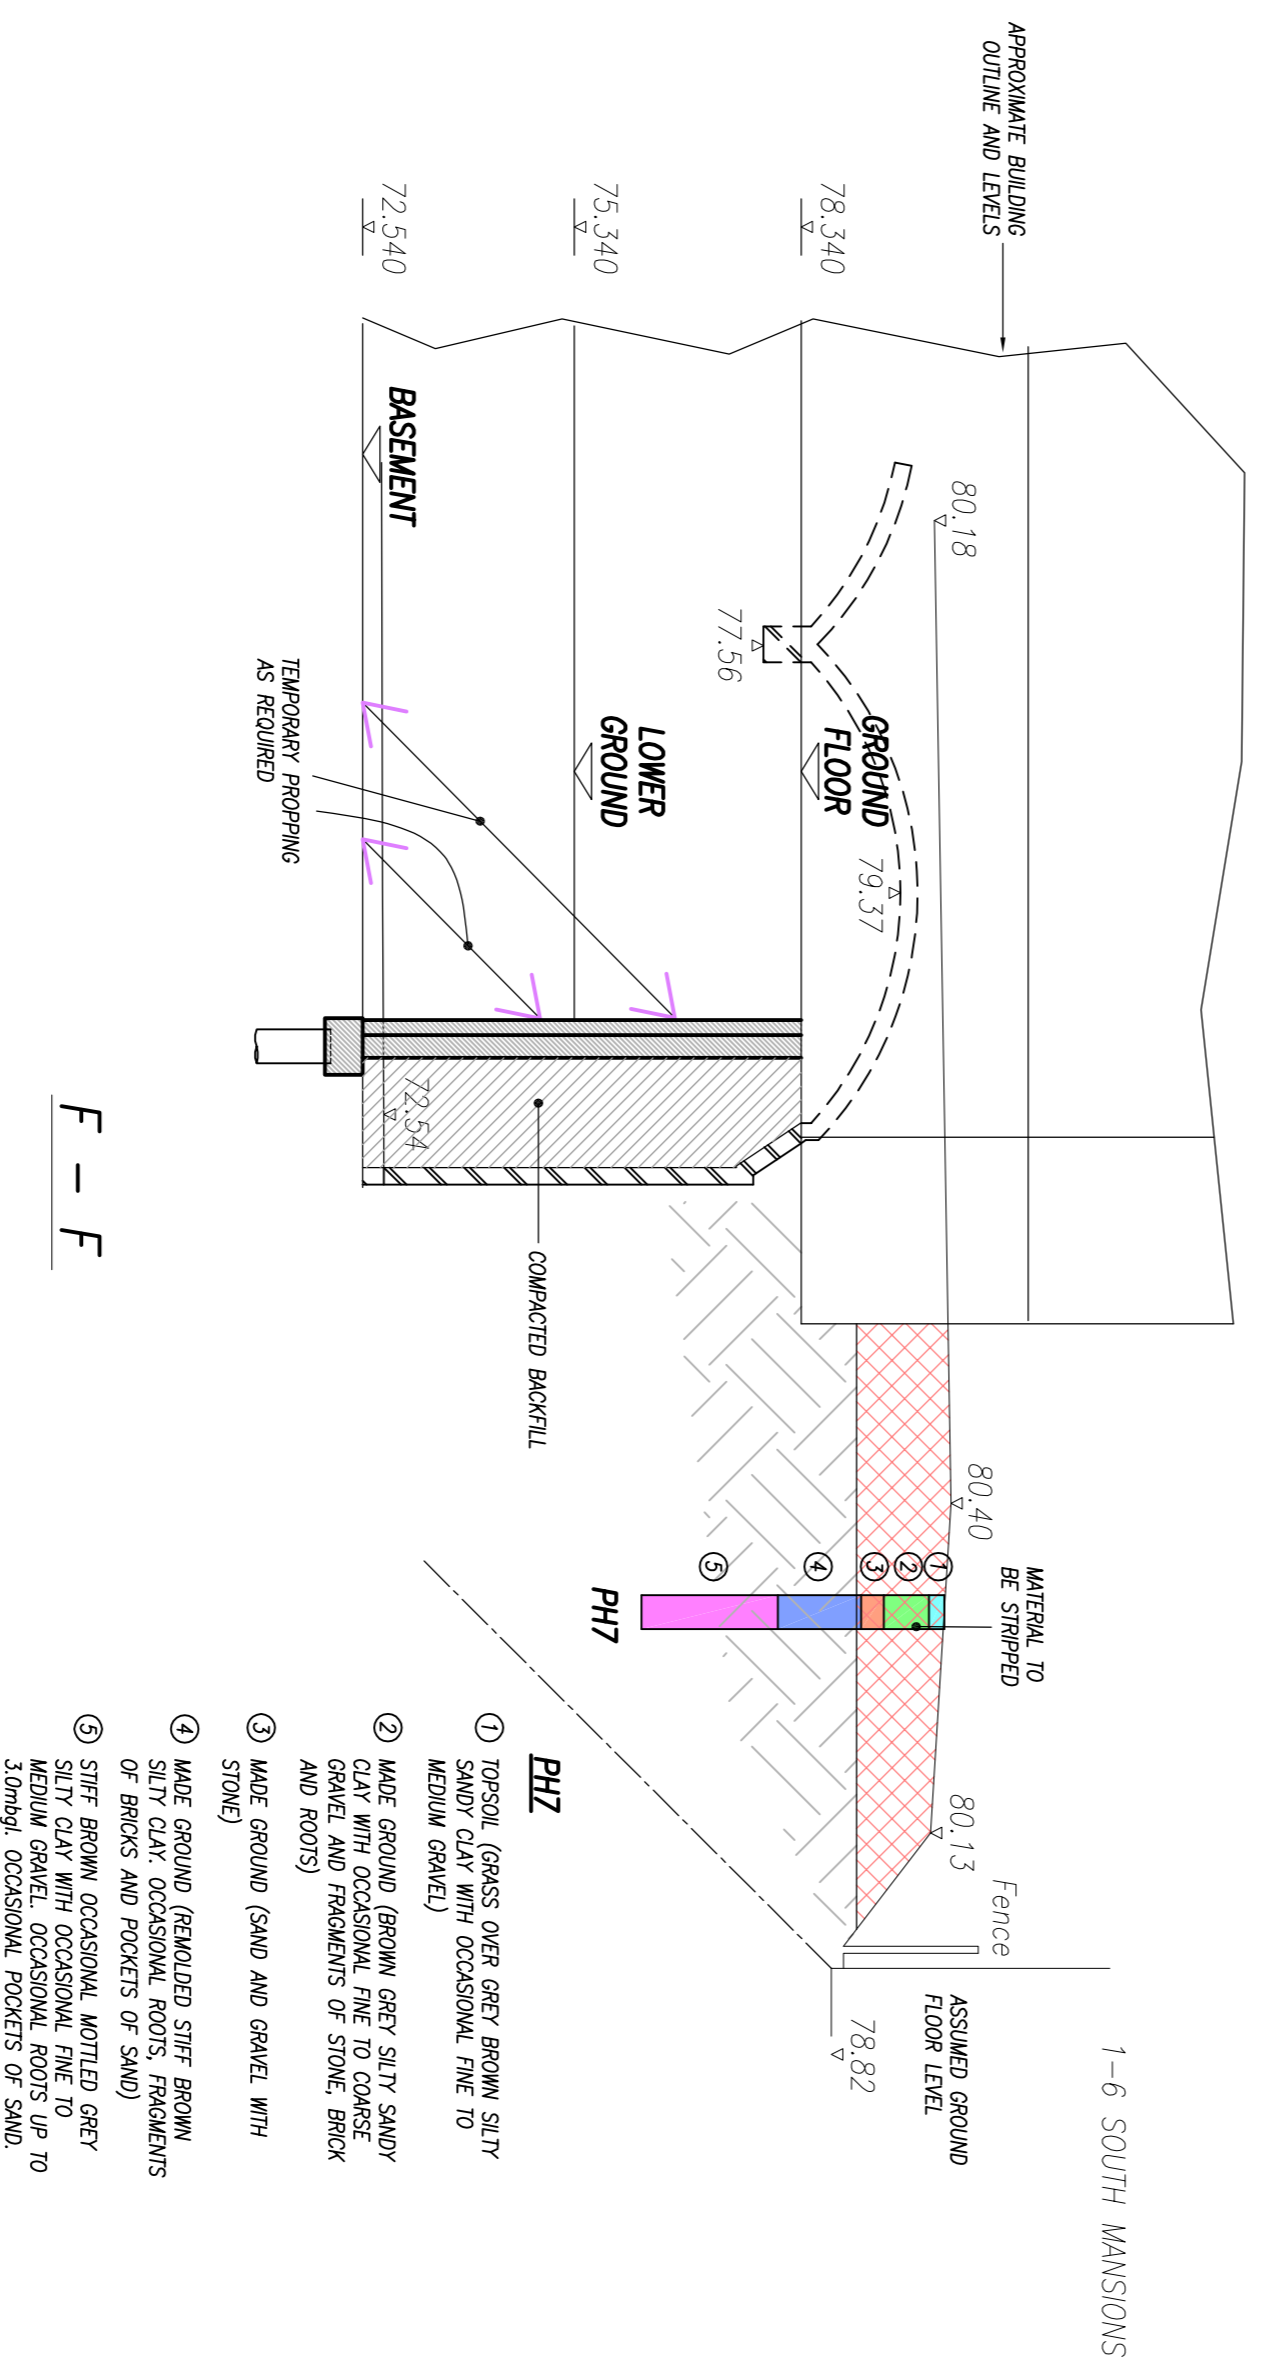 1-6 SOUTH MANSIONS
APPROXIMATE BUILDING
OUTLINE AND LEVELS
MATERIAL TO
BE STRIPPED
Fence
ASSUMED GROUND
FLOOR LEVEL
80.18
80.40
80.13
78.82
78.340
GROUND
FLOOR
79.37
77.56
75.340
LOWER
GROUND
1
2
3
4
5
PH7
72.540
BASEMENT
72.54
COMPACTED BACKFILL
TEMPORARY PROPPING
AS REQUIRED
PH7
1 TOPSOIL (GRASS OVER GREY BROWN SILTY
SANDY CLAY WITH OCCASIONAL FINE TO
MEDIUM GRAVEL)
2 MADE GROUND (BROWN GREY SILTY SANDY
CLAY WITH OCCASIONAL FINE TO COARSE
GRAVEL AND FRAGMENTS OF STONE, BRICK
AND ROOTS)
3 MADE GROUND (SAND AND GRAVEL WITH
STONE)
4 MADE GROUND (REMOLDED STIFF BROWN
SILTY CLAY. OCCASIONAL ROOTS, FRAGMENTS
OF BRICKS AND POCKETS OF SAND)
5 STIFF BROWN OCCASIONAL MOTTLED GREY
SILTY CLAY WITH OCCASIONAL FINE TO
MEDIUM GRAVEL. OCCASIONAL ROOTS UP TO
3.0mbgl. OCCASIONAL POCKETS OF SAND.
F - F